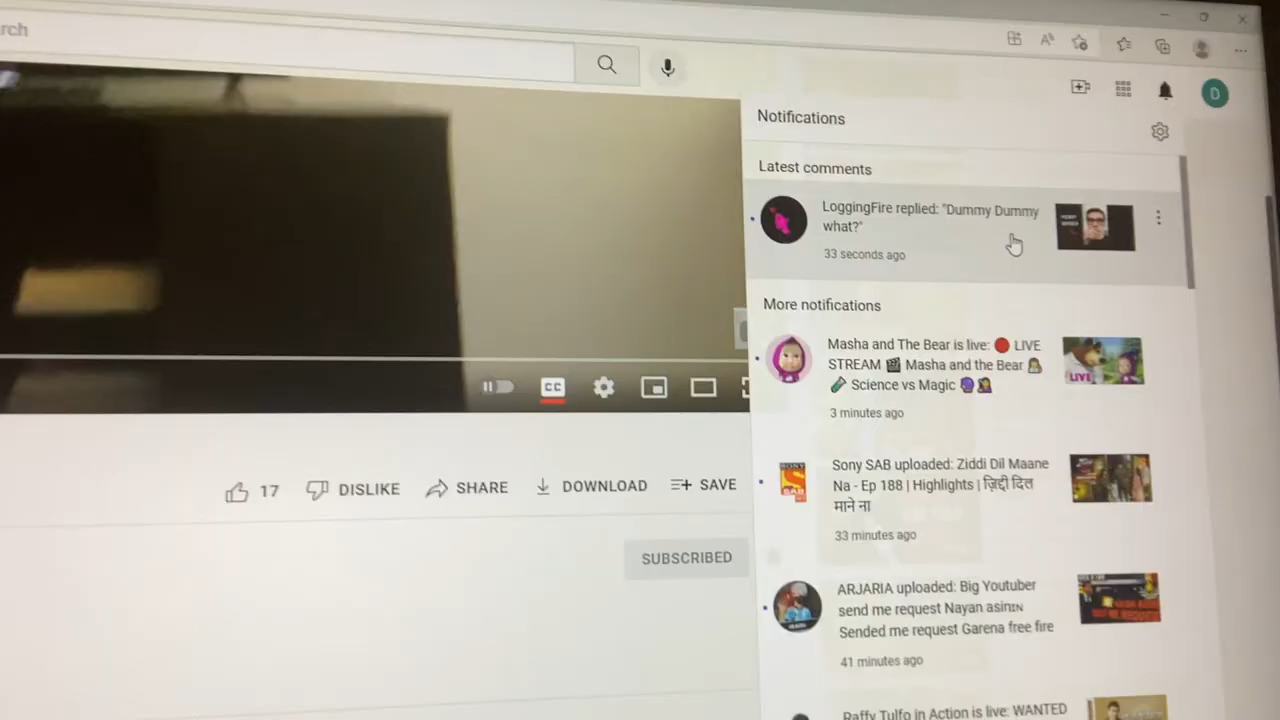 rch
D
Notifications
Latest comments
LoggingFire replied: "Dummy Dummy
what?"
33 seconds ago
More notifications
Masha and The Bear is live: 🔴 LIVE
STREAM 🎬 Masha and the Bear 👩‍🔬
🧪 Science vs Magic 🔮🧙‍♀️
LIVE
3 minutes ago
CC
17
DISLIKE
SHARE
DOWNLOAD
SAVE
SONY
SAB
Sony SAB uploaded: Ziddi Dil Maane
Na - Ep 188 | Highlights | ज़िद्दी दिल
माने ना
33 minutes ago
SUBSCRIBED
ARJARIA uploaded: Big Youtuber
send me request Nayan asinɪɴ
Sended me request Garena free fire
41 minutes ago
Raffy Tulfo in Action is live: WANTED